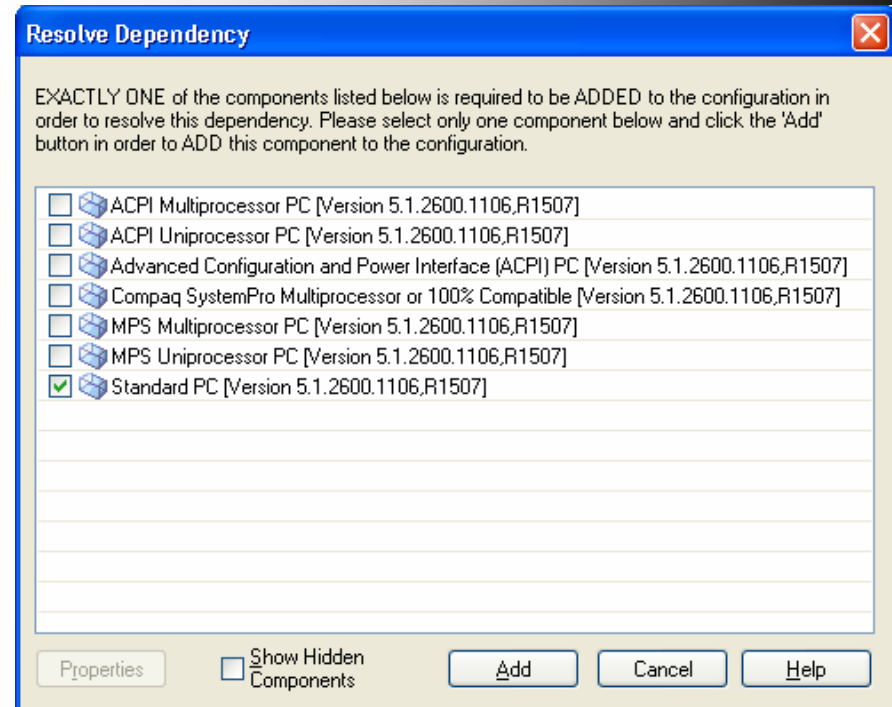 Resolve Dependency
EXACTLY ONE of the components listed below is required to be ADDED to the configuration in
order to resolve this dependency. Please select only one component below and click the 'Add'
button in order to ADD this component to the configuration.
ACPI Multiprocessor PC [Version 5.1.2600.1106,R1507]
ACPI Uniprocessor PC [Version 5.1.2600.1106,R1507]
Advanced Configuration and Power Interface (ACPI) PC [Version 5.1.2600.1106,R1507]
Compaq SystemPro Multiprocessor or 100% Compatible [Version 5.1.2600.1106,R1507]
MPS Multiprocessor PC [Version 5.1.2600.1106,R1507]
MPS Uniprocessor PC [Version 5.1.2600.1106,R1507]
Standard PC [Version 5.1.2600.1106,R1507]
Properties
Show Hidden
Components
Add
Cancel
Help